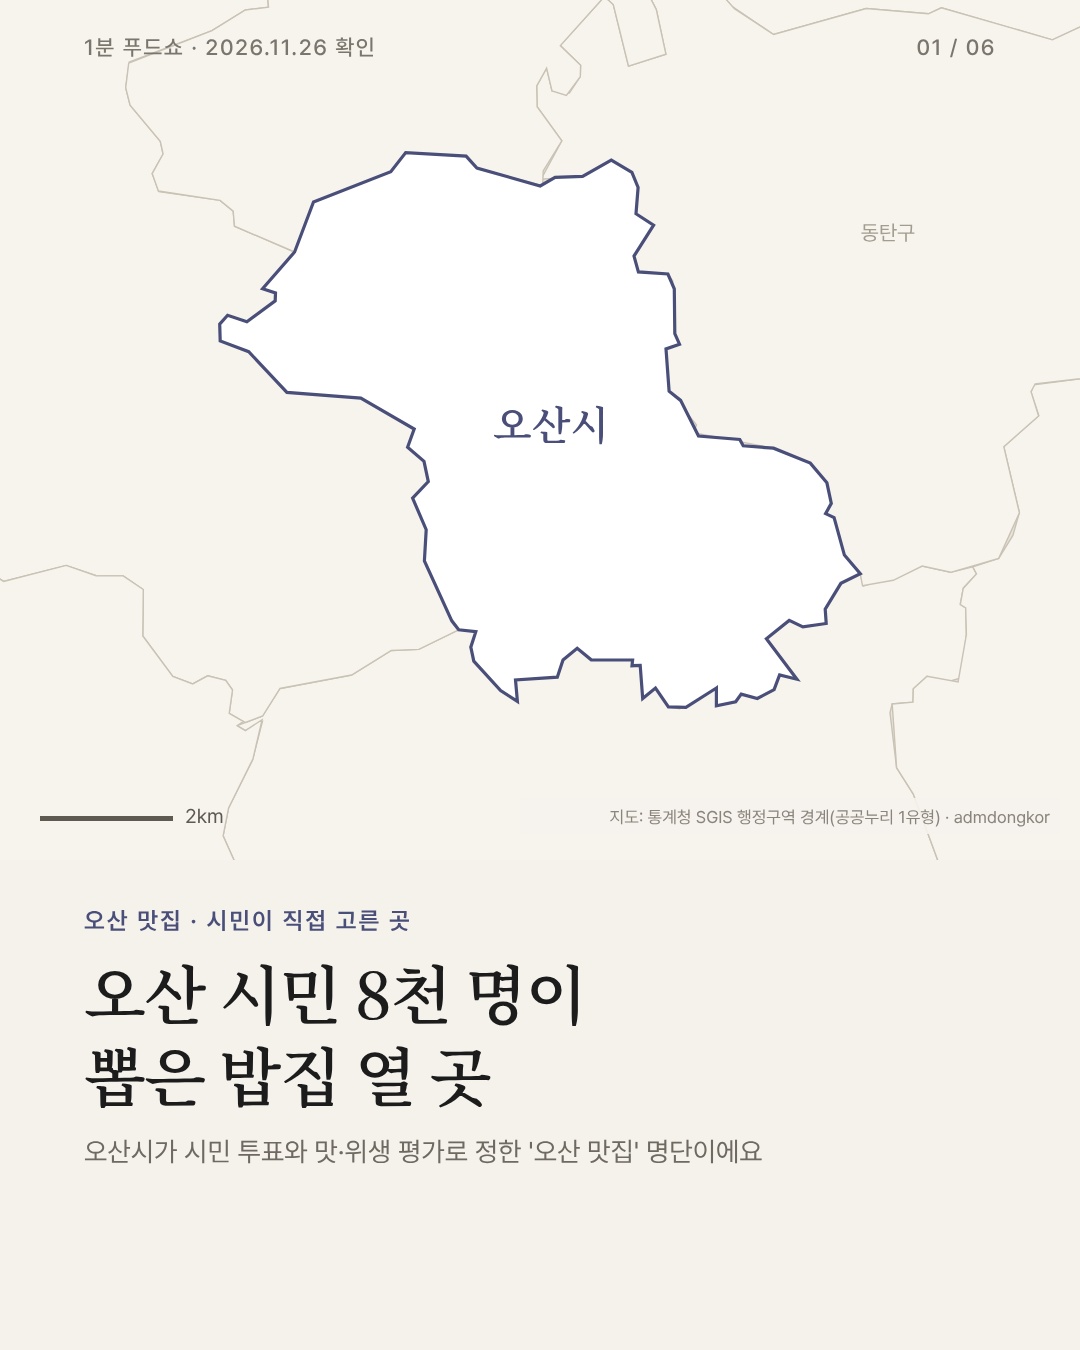 1분 푸드쇼 · 2026.11.26 확인
01 / 06
동탄구
오산시
2km
지도: 통계청 SGIS 행정구역 경계(공공누리 1유형) · admdongkor
오산 맛집 · 시민이 직접 고른 곳
오산 시민 8천 명이
뽑은 밥집 열 곳
오산시가 시민 투표와 맛·위생 평가로 정한 '오산 맛집' 명단이에요